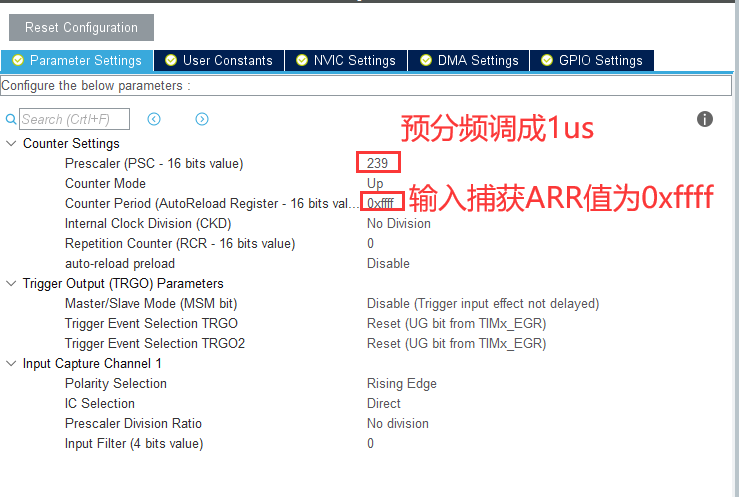 Reset Configuration
Parameter Settings User Constants NVIC Settings DMA Settings GPIO Settings
Configure the below parameters :
Search (Crtl+F)
预分频调成1us
Counter Settings
Prescaler (PSC - 16 bits value) 239
Counter Mode Up
Counter Period (AutoReload Register - 16 bits val... 0xffff 输入捕获ARR值为0xffff
Internal Clock Division (CKD) No Division
Repetition Counter (RCR - 16 bits value) 0
auto-reload preload Disable
Trigger Output (TRGO) Parameters
Master/Slave Mode (MSM bit) Disable (Trigger input effect not delayed)
Trigger Event Selection TRGO Reset (UG bit from TIMx_EGR)
Trigger Event Selection TRGO2 Reset (UG bit from TIMx_EGR)
Input Capture Channel 1
Polarity Selection Rising Edge
IC Selection Direct
Prescaler Division Ratio No division
Input Filter (4 bits value) 0